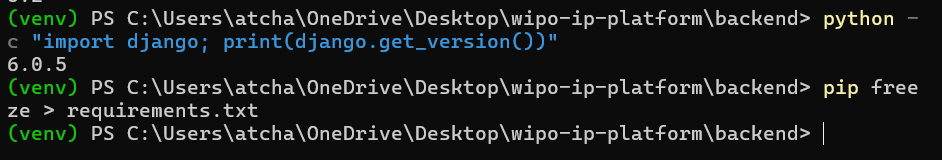 (venv) PS C:\Users\atcha\OneDrive\Desktop\wipo-ip-platform\backend> python -
c "import django; print(django.get_version())"
6.0.5
(venv) PS C:\Users\atcha\OneDrive\Desktop\wipo-ip-platform\backend> pip free
ze > requirements.txt
(venv) PS C:\Users\atcha\OneDrive\Desktop\wipo-ip-platform\backend>